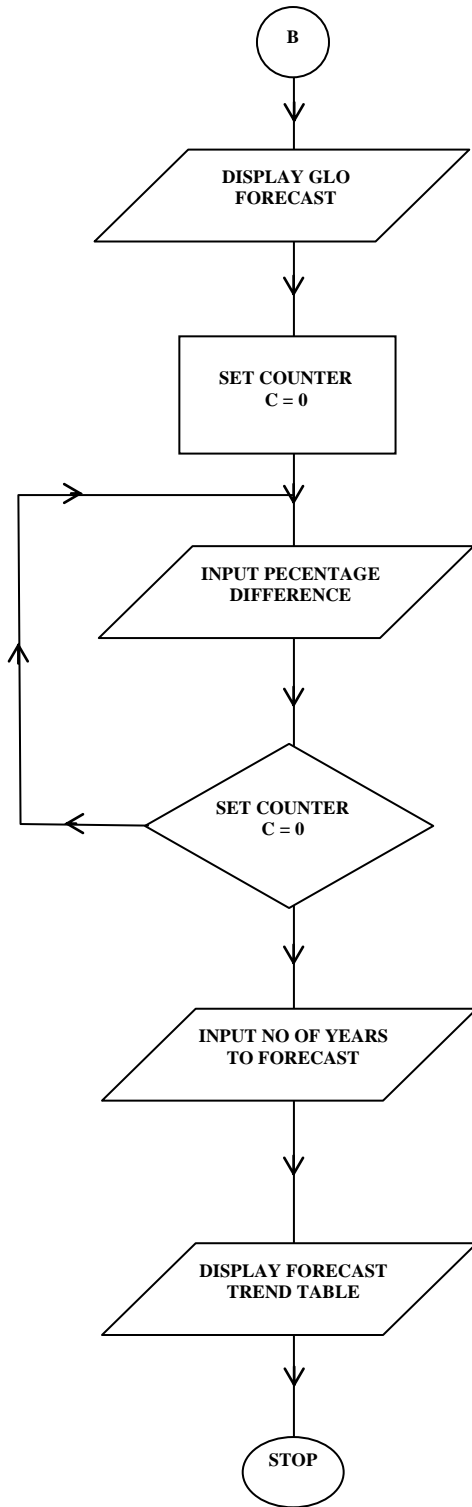 B
DISPLAY GLO
FORECAST
SET COUNTER
C = 0
INPUT PECENTAGE
DIFFERENCE
SET COUNTER
C = 0
INPUT NO OF YEARS
TO FORECAST
DISPLAY FORECAST
TREND TABLE
STOP